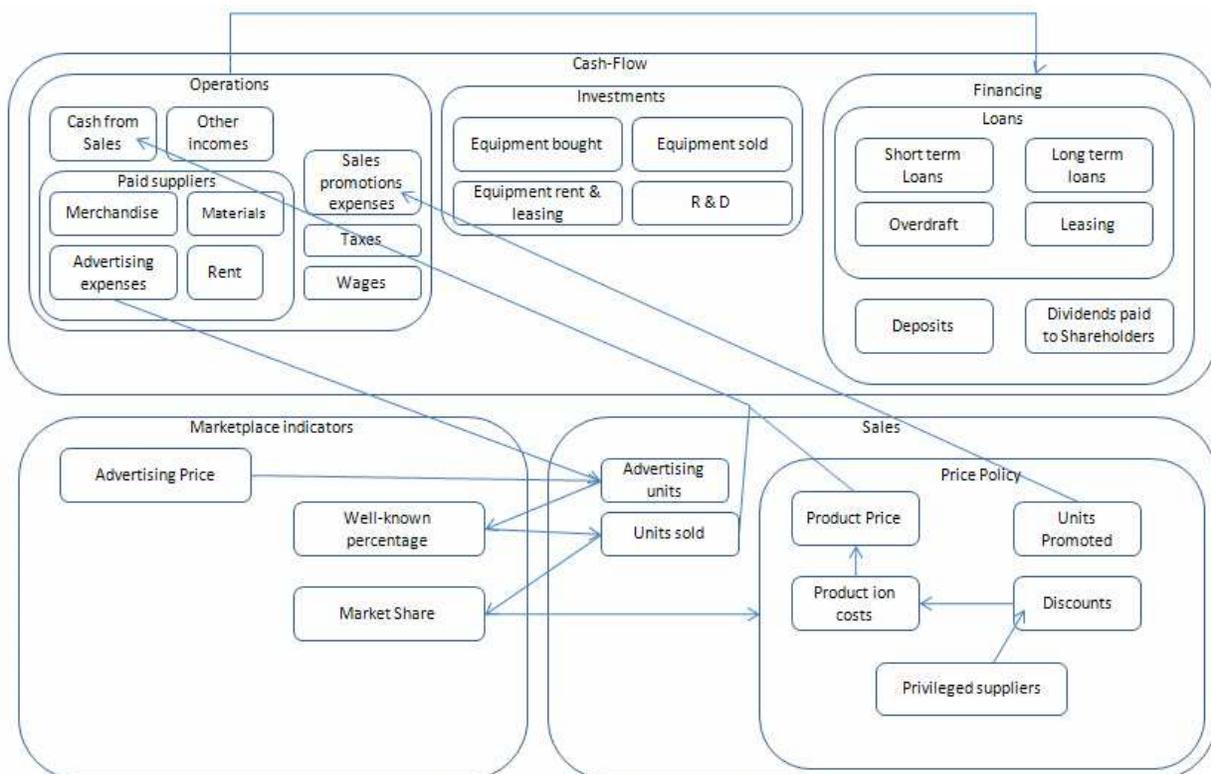 Cash-Flow
Operations
Cash from
Sales
Other
incomes
Paid suppliers
Merchandise
Materials
Advertising
expenses
Rent
Sales
promotions
expenses
Taxes
Wages
Investments
Equipment bought
Equipment sold
Equipment rent &
leasing
R & D
Financing
Loans
Short term
Loans
Long term
loans
Overdraft
Leasing
Deposits
Dividends paid
to Shareholders
Marketplace indicators
Advertising Price
Well-known
percentage
Market Share
Sales
Advertising
units
Units sold
Price Policy
Product Price
Units
Promoted
Product ion
costs
Discounts
Privileged suppliers